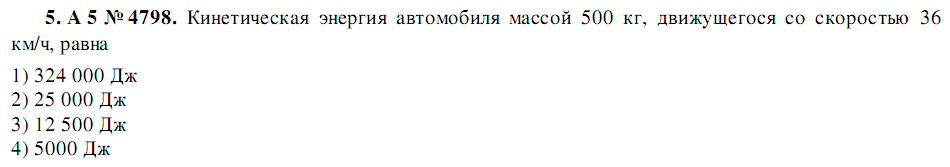 5. А 5 № 4798. Кинетическая энергия автомобиля массой 500 кг, движущегося со скоростью 36
км/ч, равна
1) 324 000 Дж
2) 25 000 Дж
3) 12 500 Дж
4) 5000 Дж